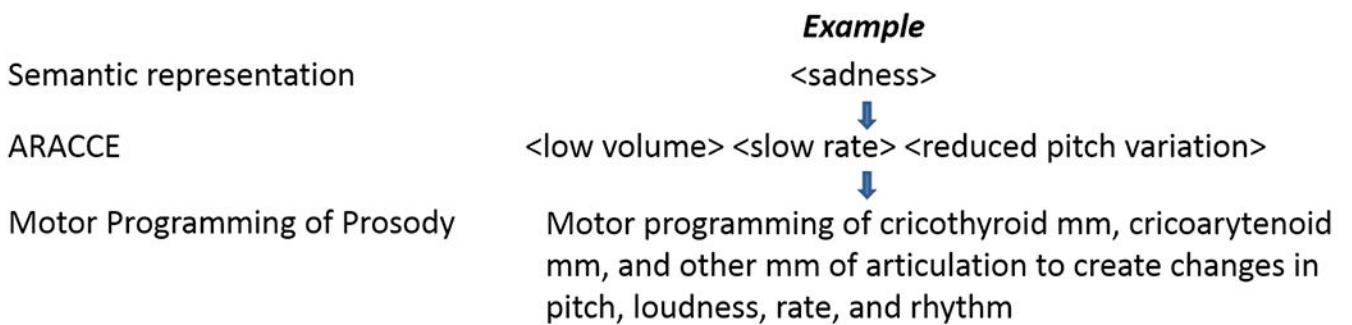 Example
Semantic representation <sadness>
ARACCE <low volume> <slow rate> <reduced pitch variation>
Motor Programming of Prosody Motor programming of cricothyroid mm, cricoarytenoid
mm, and other mm of articulation to create changes in
pitch, loudness, rate, and rhythm